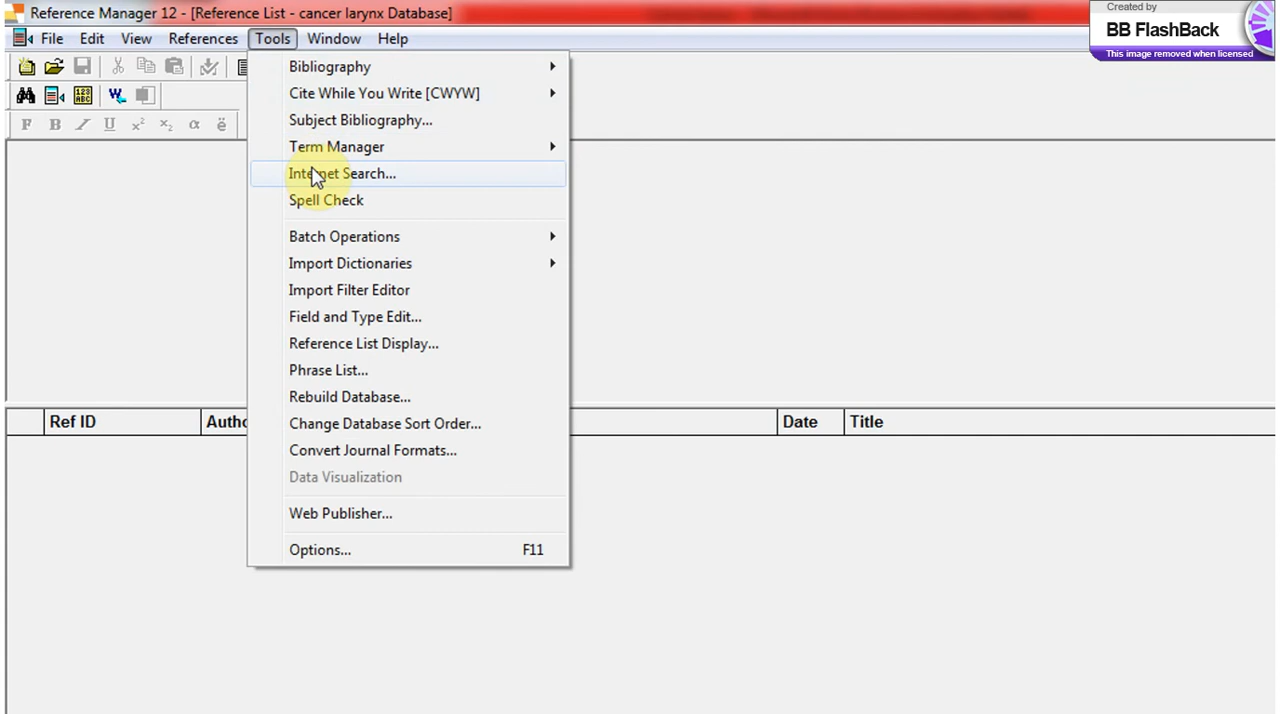 Reference Manager 12 - [Reference List - cancer larynx Database]
Created by
BB FlashBack
This image removed when licensed
File Edit View References Tools Window Help
Bibliography
Cite While You Write [CWYW]
Subject Bibliography...
Term Manager
Internet Search...
Spell Check
Batch Operations
Import Dictionaries
Import Filter Editor
Field and Type Edit...
Reference List Display...
Phrase List...
Rebuild Database...
Change Database Sort Order...
Convert Journal Formats...
Data Visualization
Web Publisher...
Options... F11
F B I U x² x₂ α ë
Ref ID Autho Date Title